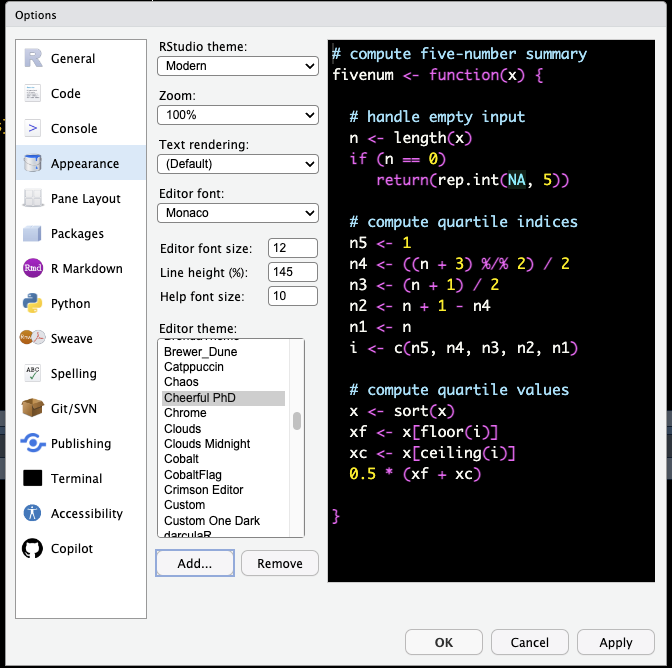 Options
General
Code
Console
Appearance
Pane Layout
Packages
R Markdown
Python
Sweave
Spelling
Git/SVN
Publishing
Terminal
Accessibility
Copilot
RStudio theme:
Modern
Zoom:
100%
Text rendering:
(Default)
Editor font:
Monaco
Editor font size: 12
Line height (%): 145
Help font size: 10
Editor theme:
Brewer_Dune
Catppuccin
Chaos
Cheerful PhD
Chrome
Clouds
Clouds Midnight
Cobalt
CobaltFlag
Crimson Editor
Custom
Custom One Dark
darculaR
Add... Remove
# compute five-number summary
fivenum <- function(x) {
# handle empty input
n <- length(x)
if (n == 0)
return(rep.int(NA, 5))
# compute quartile indices
n5 <- 1
n4 <- ((n + 3) %/% 2) / 2
n3 <- (n + 1) / 2
n2 <- n + 1 - n4
n1 <- n
i <- c(n5, n4, n3, n2, n1)
# compute quartile values
x <- sort(x)
xf <- x[floor(i)]
xc <- x[ceiling(i)]
0.5 * (xf + xc)
}
OK Cancel Apply